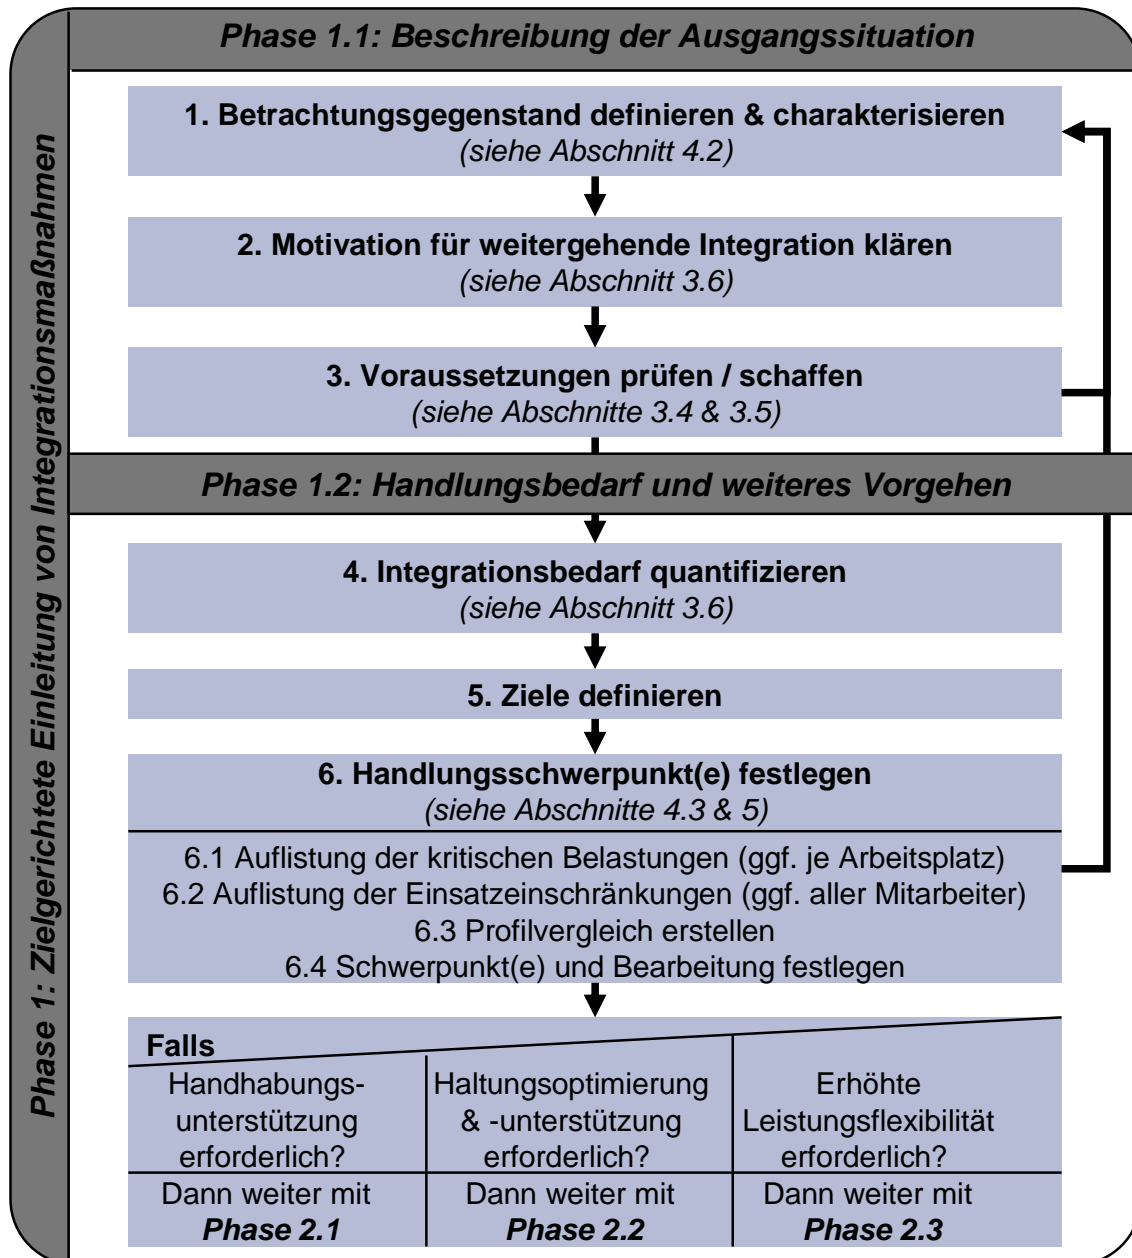 Phase 1: Zielgerichtete Einleitung von Integrationsmaßnahmen
Phase 1.1: Beschreibung der Ausgangssituation
1. Betrachtungsgegenstand definieren & charakterisieren
(siehe Abschnitt 4.2)
2. Motivation für weitergehende Integration klären
(siehe Abschnitt 3.6)
3. Voraussetzungen prüfen / schaffen
(siehe Abschnitte 3.4 & 3.5)
Phase 1.2: Handlungsbedarf und weiteres Vorgehen
4. Integrationsbedarf quantifizieren
(siehe Abschnitt 3.6)
5. Ziele definieren
6. Handlungsschwerpunkt(e) festlegen
(siehe Abschnitte 4.3 & 5)
6.1 Auflistung der kritischen Belastungen (ggf. je Arbeitsplatz)
6.2 Auflistung der Einsatzeinschränkungen (ggf. aller Mitarbeiter)
6.3 Profilvergleich erstellen
6.4 Schwerpunkt(e) und Bearbeitung festlegen
Falls
Handhabungs-
unterstützung
erforderlich?
Dann weiter mit
Phase 2.1
Haltungsoptimierung
& -unterstützung
erforderlich?
Dann weiter mit
Phase 2.2
Erhöhte
Leistungsflexibilität
erforderlich?
Dann weiter mit
Phase 2.3